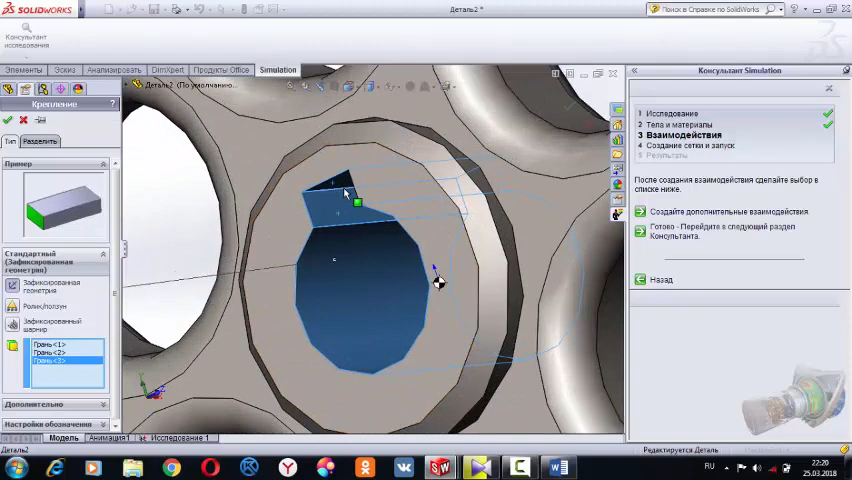 SOLIDWORKS
Деталь2 *
Поиск в Справке по SolidWorks
Консультант
исследования
Элементы
Эскиз
Анализировать
DimXpert
Продукты Office
Simulation
Деталь2 (По умолчанию...
Консультант Simulation
Крепление
?
Тип
Разделить
Пример
Стандартный
(Зафиксированная
геометрия)
Зафиксированная
геометрия
Ролик/ползун
Зафиксированный
шарнир
Грань<1>
Грань<2>
Грань<3>
Дополнительно
Настройки обозначения
1 Исследование
2 Тела и материалы
3 Взаимодействия
4 Создание сетки и запуск
5 Результаты
После создания взаимодействия сделайте выбор в
списке ниже.
Создайте дополнительные взаимодействия.
Готово - Перейдите в следующий раздел
Консультанта.
Назад
Модель
Анимация1
Исследование 1
Деталь2
Редактируется Деталь
RU
22:20
25.03.2018